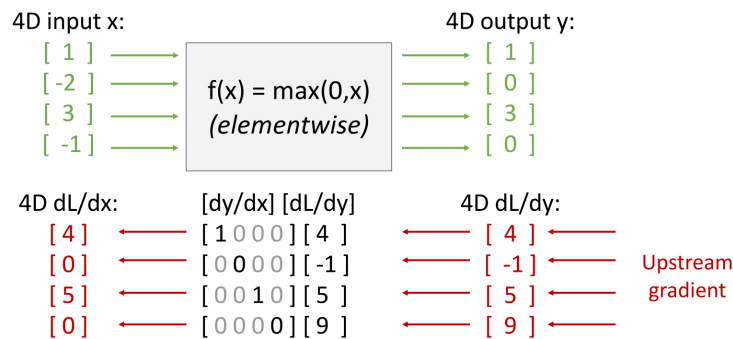 4D input x:
4D output y:
[ 1 ]
[ 1 ]
[ -2 ]
f(x) = max(0,x)
[ 0 ]
[ 3 ]
(elementwise)
[ 3 ]
[ -1 ]
[ 0 ]
4D dL/dx:
[dy/dx] [dL/dy]
4D dL/dy:
[ 4 ]
[ 1 0 0 0 ] [ 4 ]
[ 4 ]
[ 0 ]
[ 0 0 0 0 ] [ -1 ]
[ -1 ]
Upstream
[ 5 ]
[ 0 0 1 0 ] [ 5 ]
[ 5 ]
gradient
[ 0 ]
[ 0 0 0 0 ] [ 9 ]
[ 9 ]